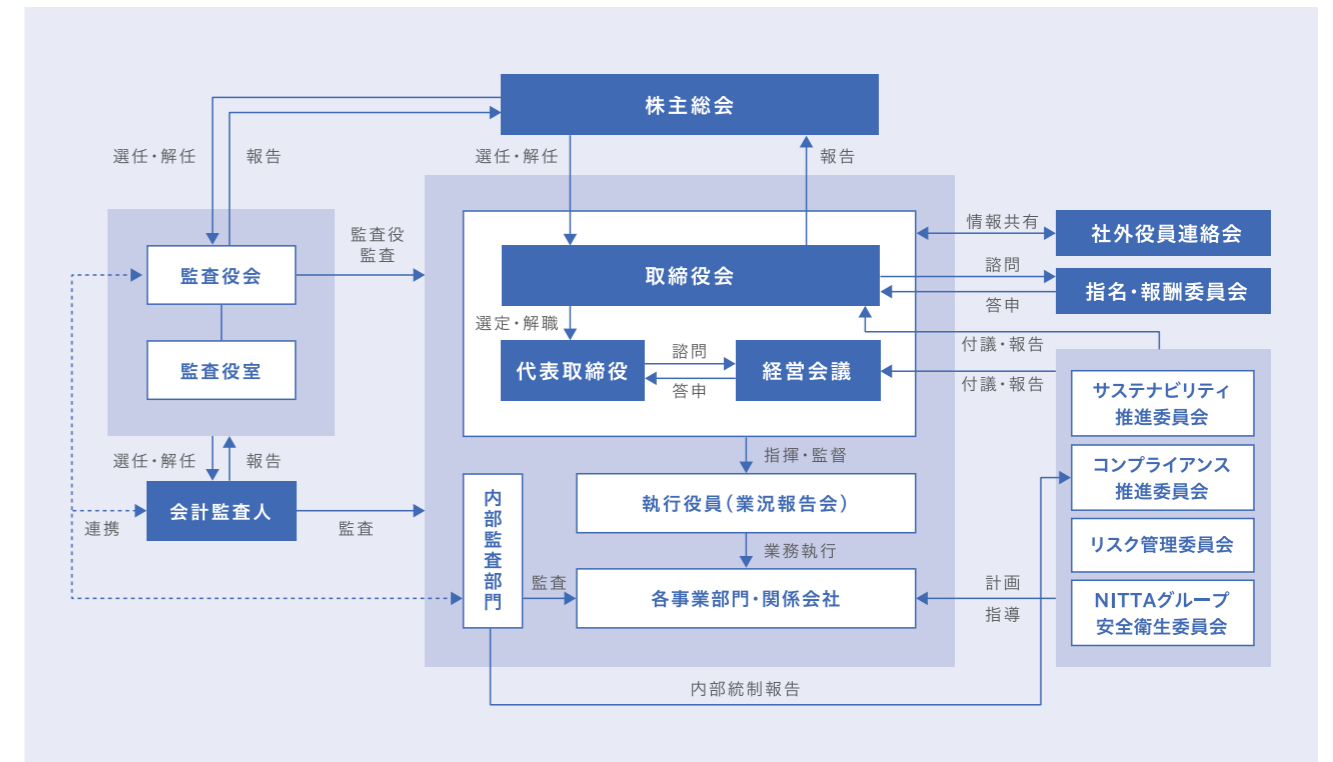 株主総会
選任・解任
報告
選任・解任
報告
監査役会
監査役室
監査役
監査
取締役会
選定・解職
代表取締役
諮問
答申
経営会議
情報共有
社外役員連絡会
諮問
答申
指名・報酬委員会
付議・報告
付議・報告
サステナビリティ
推進委員会
コンプライアンス
推進委員会
リスク管理委員会
NITTAグループ
安全衛生委員会
選任・解任
報告
会計監査人
連携
監査
指揮・監督
内部監査部門
執行役員（業況報告会）
業務執行
監査
各事業部門・関係会社
計画
指導
内部統制報告